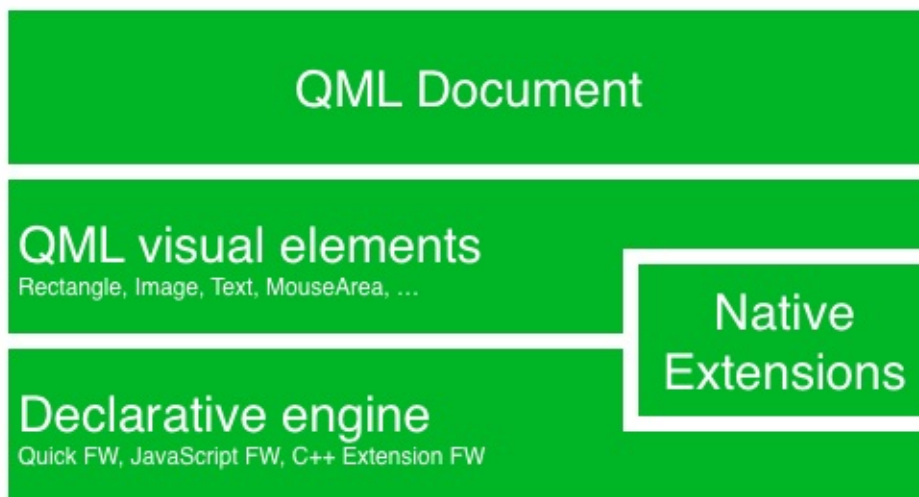 QML Document
QML visual elements
Rectangle, Image, Text, MouseArea, ...
Native
Extensions
Declarative engine
Quick FW, JavaScript FW, C++ Extension FW